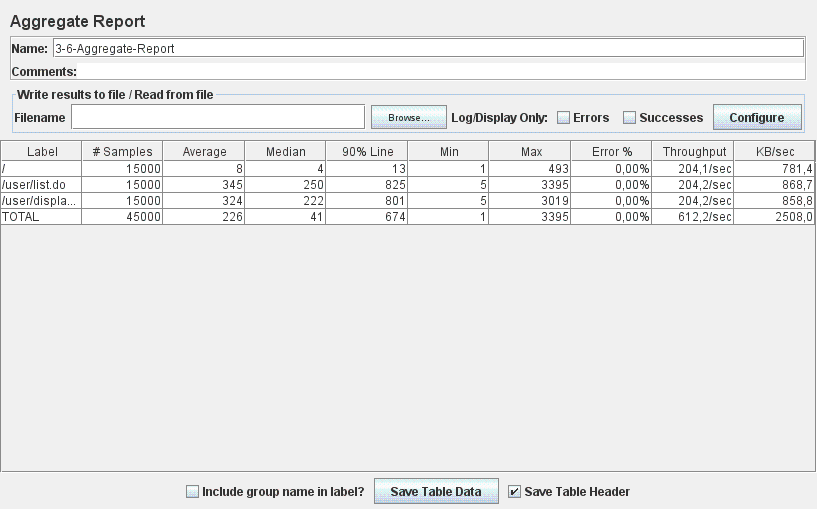 Aggregate Report
Name: 3-6-Aggregate-Report
Comments:
Write results to file / Read from file
Filename Browse... Log/Display Only: Errors Successes Configure
Label # Samples Average Median 90% Line Min Max Error % Throughput KB/sec
/ 15000 8 4 13 1 493 0,00% 204,1/sec 781,4
/user/list.do 15000 345 250 825 5 3395 0,00% 204,2/sec 868,7
/user/displa... 15000 324 222 801 5 3019 0,00% 204,2/sec 858,8
TOTAL 45000 226 41 674 1 3395 0,00% 612,2/sec 2508,0
Include group name in label? Save Table Data Save Table Header